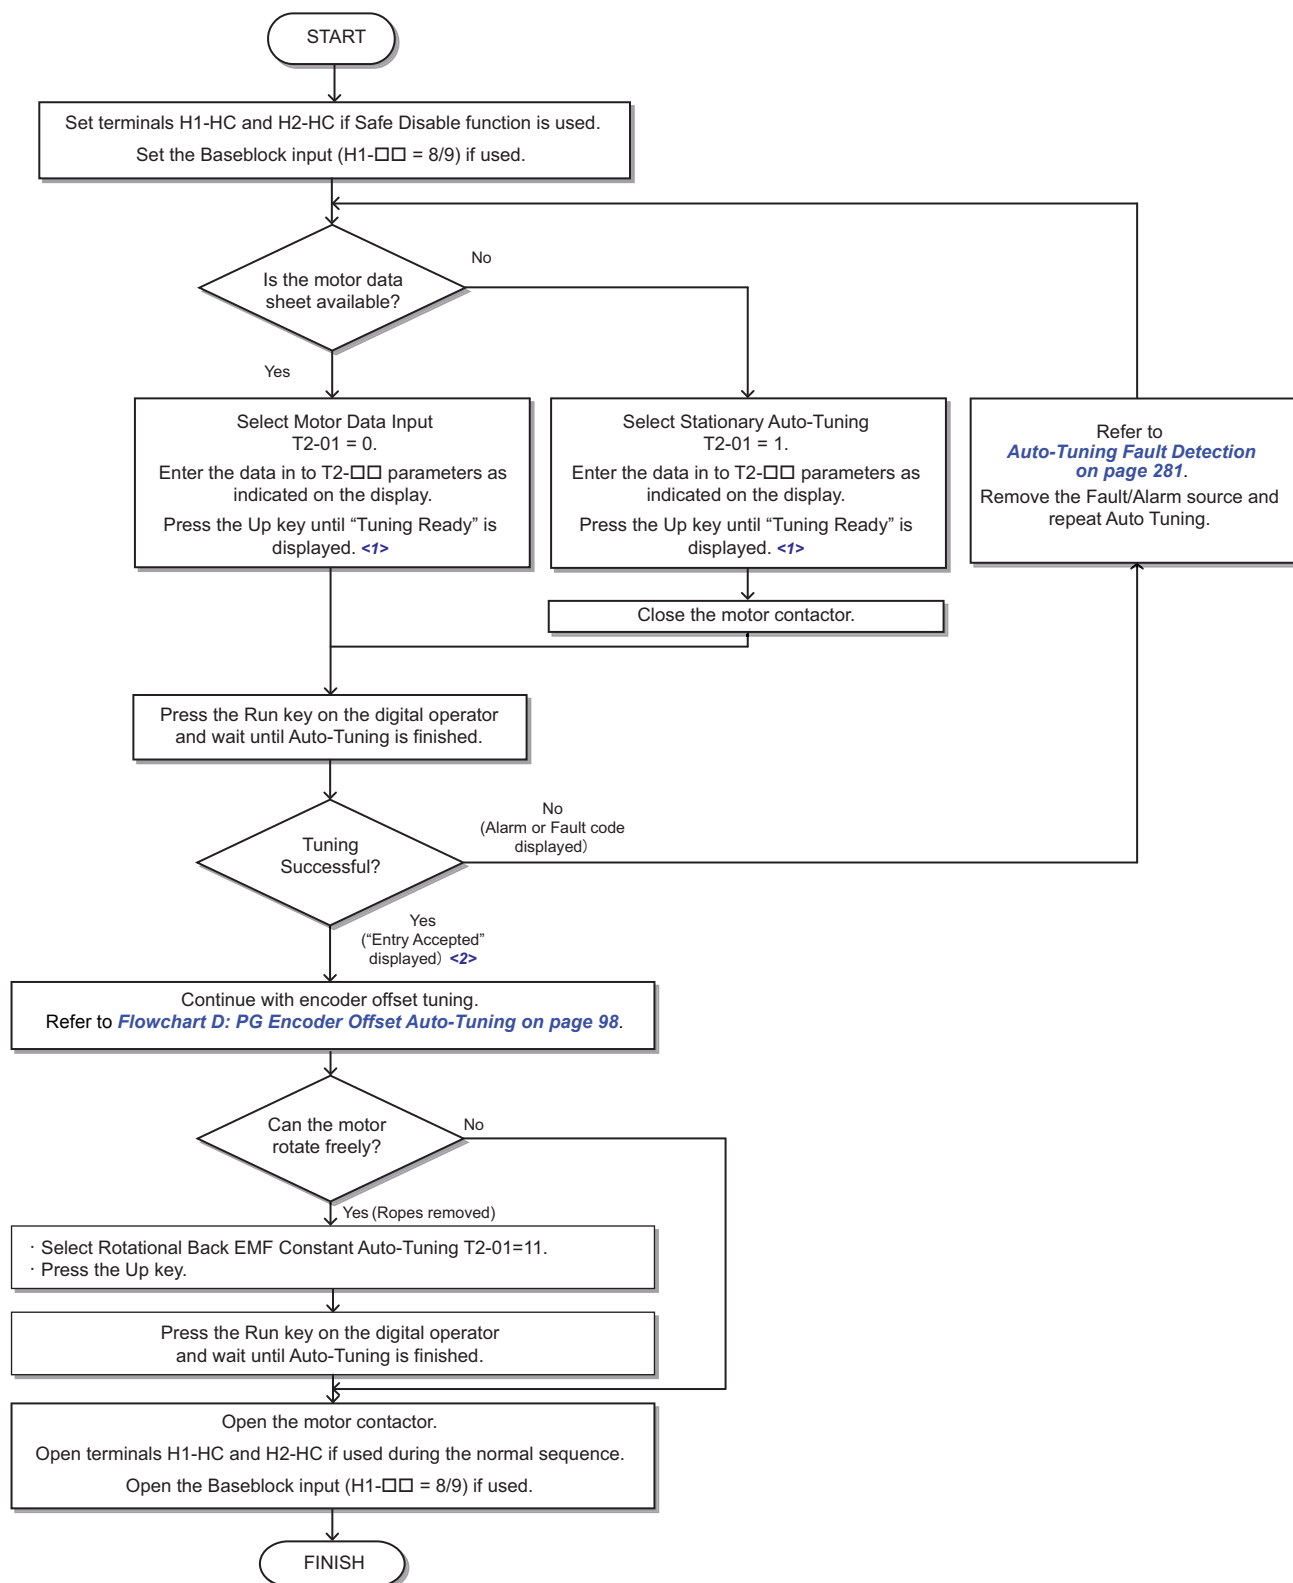 START
Set terminals H1-HC and H2-HC if Safe Disable function is used.
Set the Baseblock input (H1-□□ = 8/9) if used.
Is the motor data
sheet available?
No
Yes
Select Motor Data Input
T2-01 = 0.
Enter the data in to T2-□□ parameters as
indicated on the display.
Press the Up key until “Tuning Ready” is
displayed. <1>
Select Stationary Auto-Tuning
T2-01 = 1.
Enter the data in to T2-□□ parameters as
indicated on the display.
Press the Up key until “Tuning Ready” is
displayed. <1>
Refer to
Auto-Tuning Fault Detection
on page 281.
Remove the Fault/Alarm source and
repeat Auto Tuning.
Close the motor contactor.
Press the Run key on the digital operator
and wait until Auto-Tuning is finished.
Tuning
Successful?
No
(Alarm or Fault code
displayed)
Yes
(“Entry Accepted”
displayed) <2>
Continue with encoder offset tuning.
Refer to Flowchart D: PG Encoder Offset Auto-Tuning on page 98.
Can the motor
rotate freely?
No
Yes (Ropes removed)
· Select Rotational Back EMF Constant Auto-Tuning T2-01=11.
· Press the Up key.
Press the Run key on the digital operator
and wait until Auto-Tuning is finished.
Open the motor contactor.
Open terminals H1-HC and H2-HC if used during the normal sequence.
Open the Baseblock input (H1-□□ = 8/9) if used.
FINISH